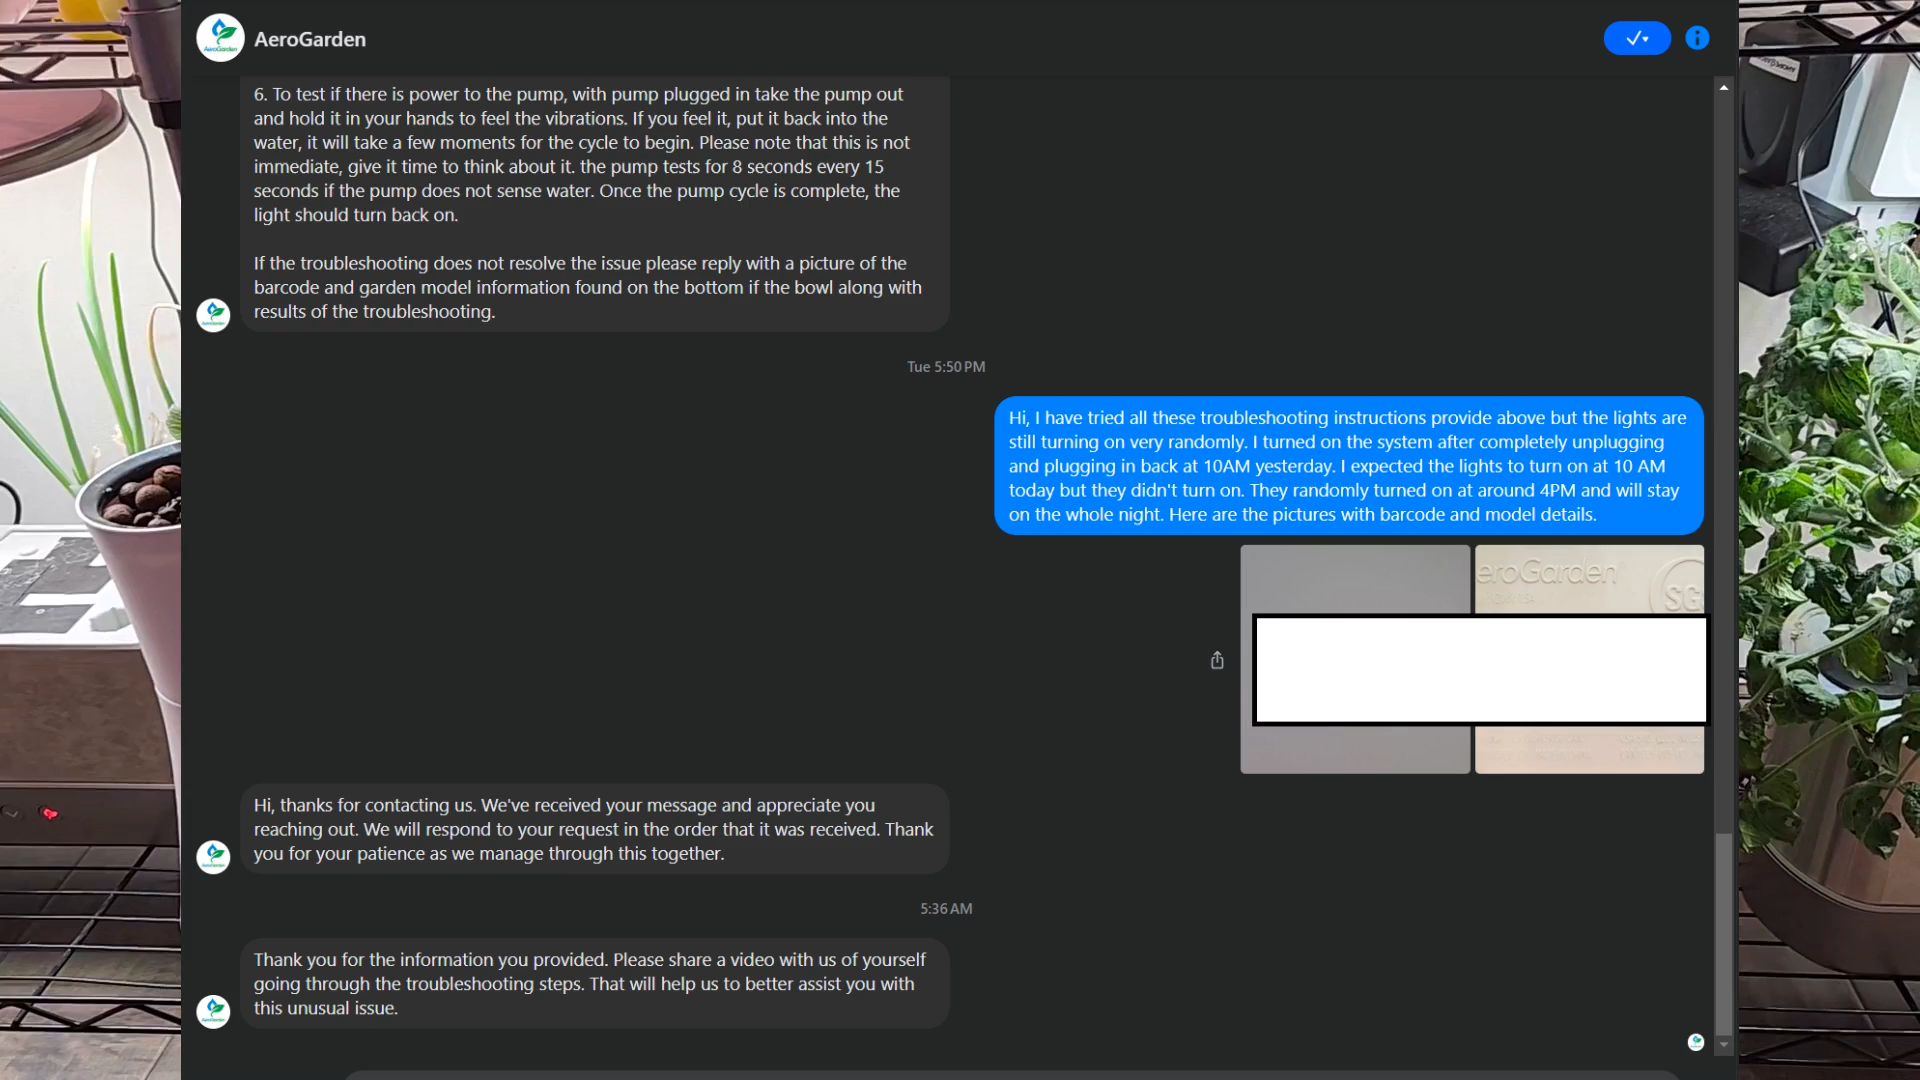 AeroGarden
AeroGarden
6. To test if there is power to the pump, with pump plugged in take the pump out
and hold it in your hands to feel the vibrations. If you feel it, put it back into the
water, it will take a few moments for the cycle to begin. Please note that this is not
immediate, give it time to think about it. the pump tests for 8 seconds every 15
seconds if the pump does not sense water. Once the pump cycle is complete, the
light should turn back on.
If the troubleshooting does not resolve the issue please reply with a picture of the
barcode and garden model information found on the bottom if the bowl along with
results of the troubleshooting.
Tue 5:50 PM
Hi, I have tried all these troubleshooting instructions provide above but the lights are
still turning on very randomly. I turned on the system after completely unplugging
and plugging in back at 10AM yesterday. I expected the lights to turn on at 10 AM
today but they didn't turn on. They randomly turned on at around 4PM and will stay
on the whole night. Here are the pictures with barcode and model details.
eroGarden
SG
Hi, thanks for contacting us. We've received your message and appreciate you
reaching out. We will respond to your request in the order that it was received. Thank
you for your patience as we manage through this together.
5:36 AM
Thank you for the information you provided. Please share a video with us of yourself
going through the troubleshooting steps. That will help us to better assist you with
this unusual issue.